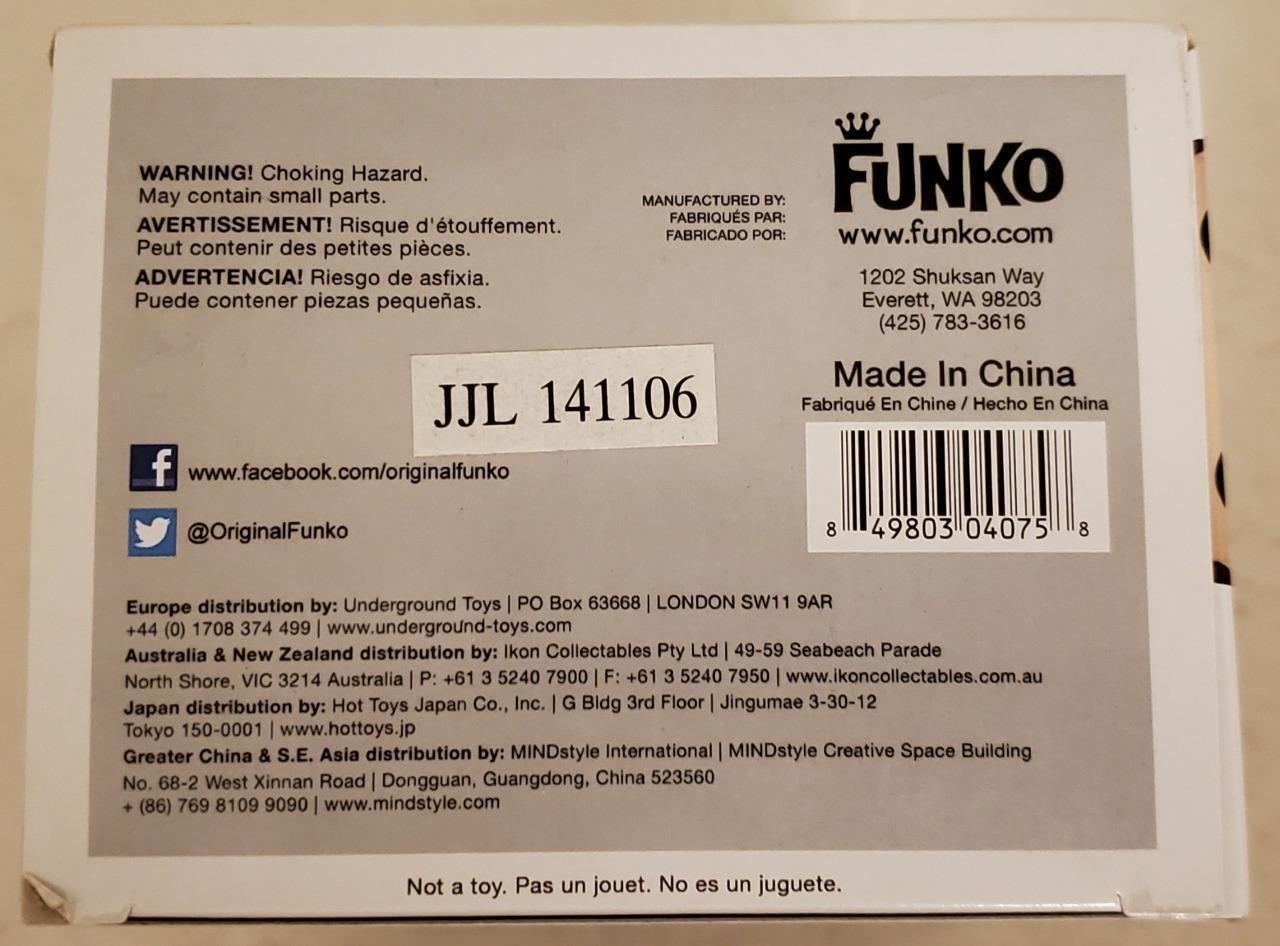 WARNING! Choking Hazard.
May contain small parts.
AVERTISSEMENT! Risque d'étouffement.
Peut contenir des petites pièces.
ADVERTENCIA! Riesgo de asfixia.
Puede contener piezas pequeñas.
MANUFACTURED BY:
FABRIQUÉS PAR:
FABRICADO POR:
FUNKO
www.funko.com
1202 Shuksan Way
Everett, WA 98203
(425) 783-3616
Made In China
Fabriqué En Chine / Hecho En China
JJL 141106
f www.facebook.com/originalfunko
@OriginalFunko
8 49803 04075 8
Europe distribution by: Underground Toys | PO Box 63668 | LONDON SW11 9AR
+44 (0) 1708 374 499 | www.underground-toys.com
Australia & New Zealand distribution by: Ikon Collectables Pty Ltd | 49-59 Seabeach Parade
North Shore, VIC 3214 Australia | P: +61 3 5240 7900 | F: +61 3 5240 7950 | www.ikoncollectables.com.au
Japan distribution by: Hot Toys Japan Co., Inc. | G Bldg 3rd Floor | Jingumae 3-30-12
Tokyo 150-0001 | www.hottoys.jp
Greater China & S.E. Asia distribution by: MINDstyle International | MINDstyle Creative Space Building
No. 68-2 West Xinnan Road | Dongguan, Guangdong, China 523560
+ (86) 769 8109 9090 | www.mindstyle.com
Not a toy. Pas un jouet. No es un juguete.